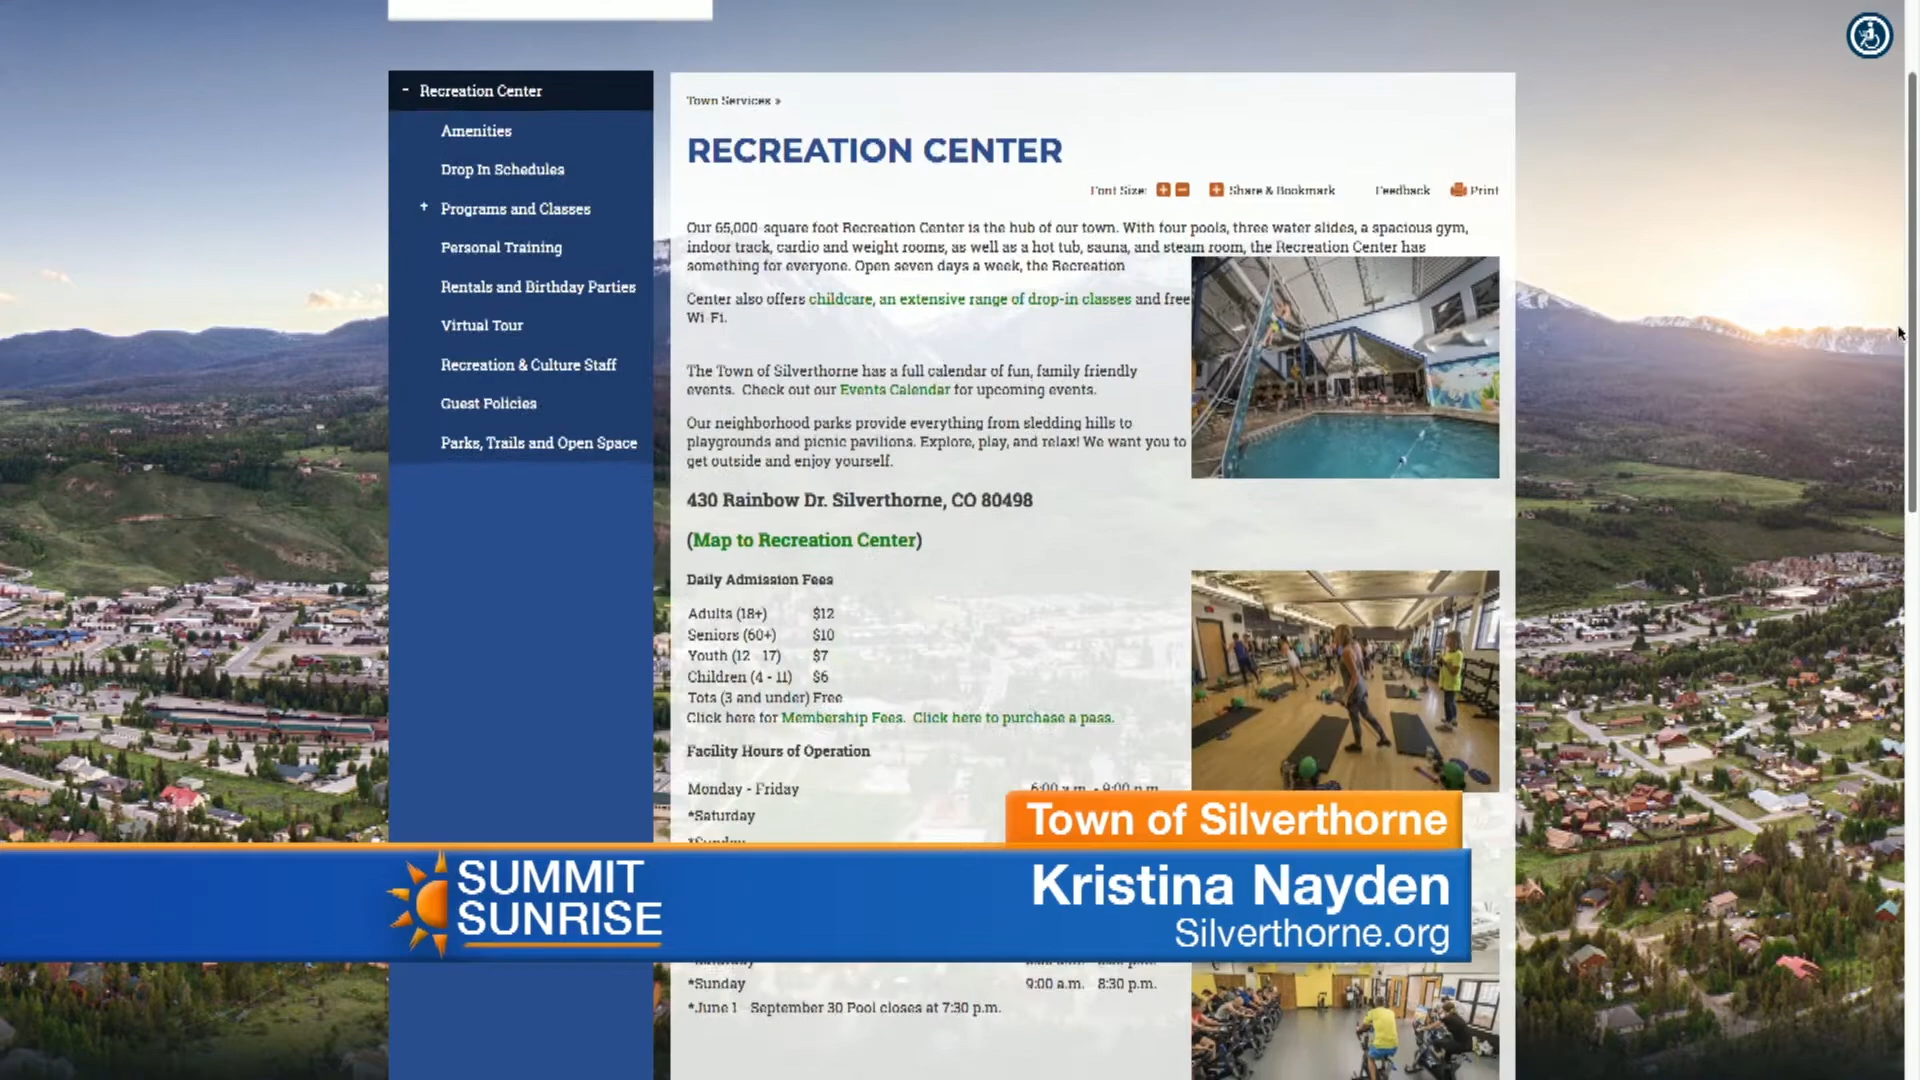 - Recreation Center
Amenities
Drop In Schedules
+ Programs and Classes
Personal Training
Rentals and Birthday Parties
Virtual Tour
Recreation & Culture Staff
Guest Policies
Parks, Trails and Open Space
Town Services »
RECREATION CENTER
Font Size: + - + Share & Bookmark Feedback Print
Our 65,000-square foot Recreation Center is the hub of our town. With four pools, three water slides, a spacious gym,
indoor track, cardio and weight rooms, as well as a hot tub, sauna, and steam room, the Recreation Center has
something for everyone. Open seven days a week, the Recreation
Center also offers childcare, an extensive range of drop-in classes and free
Wi-Fi.
The Town of Silverthorne has a full calendar of fun, family friendly
events. Check out our Events Calendar for upcoming events.
Our neighborhood parks provide everything from sledding hills to
playgrounds and picnic pavilions. Explore, play, and relax! We want you to
get outside and enjoy yourself.
430 Rainbow Dr. Silverthorne, CO 80498
(Map to Recreation Center)
Daily Admission Fees
Adults (18+) $12
Seniors (60+) $10
Youth (12 - 17) $7
Children (4 - 11) $6
Tots (3 and under) Free
Click here for Membership Fees. Click here to purchase a pass.
Facility Hours of Operation
Monday - Friday 6:00 a.m. - 9:00 p.m.
*Saturday
*Sunday
Town of Silverthorne
SUMMIT
SUNRISE
Kristina Nayden
Silverthorne.org
*Sunday 9:00 a.m. 8:30 p.m.
*June 1 - September 30 Pool closes at 7:30 p.m.